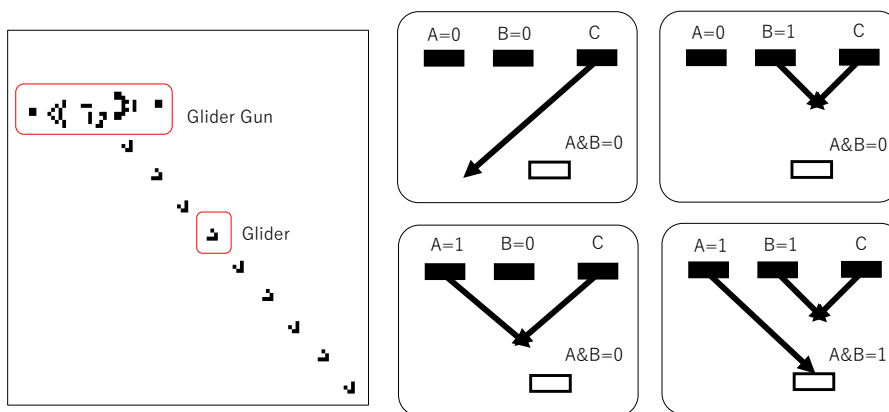 Glider Gun
Glider
A=0 B=0 C
A&B=0
A=0 B=1 C
A&B=0
A=1 B=0 C
A&B=0
A=1 B=1 C
A&B=1